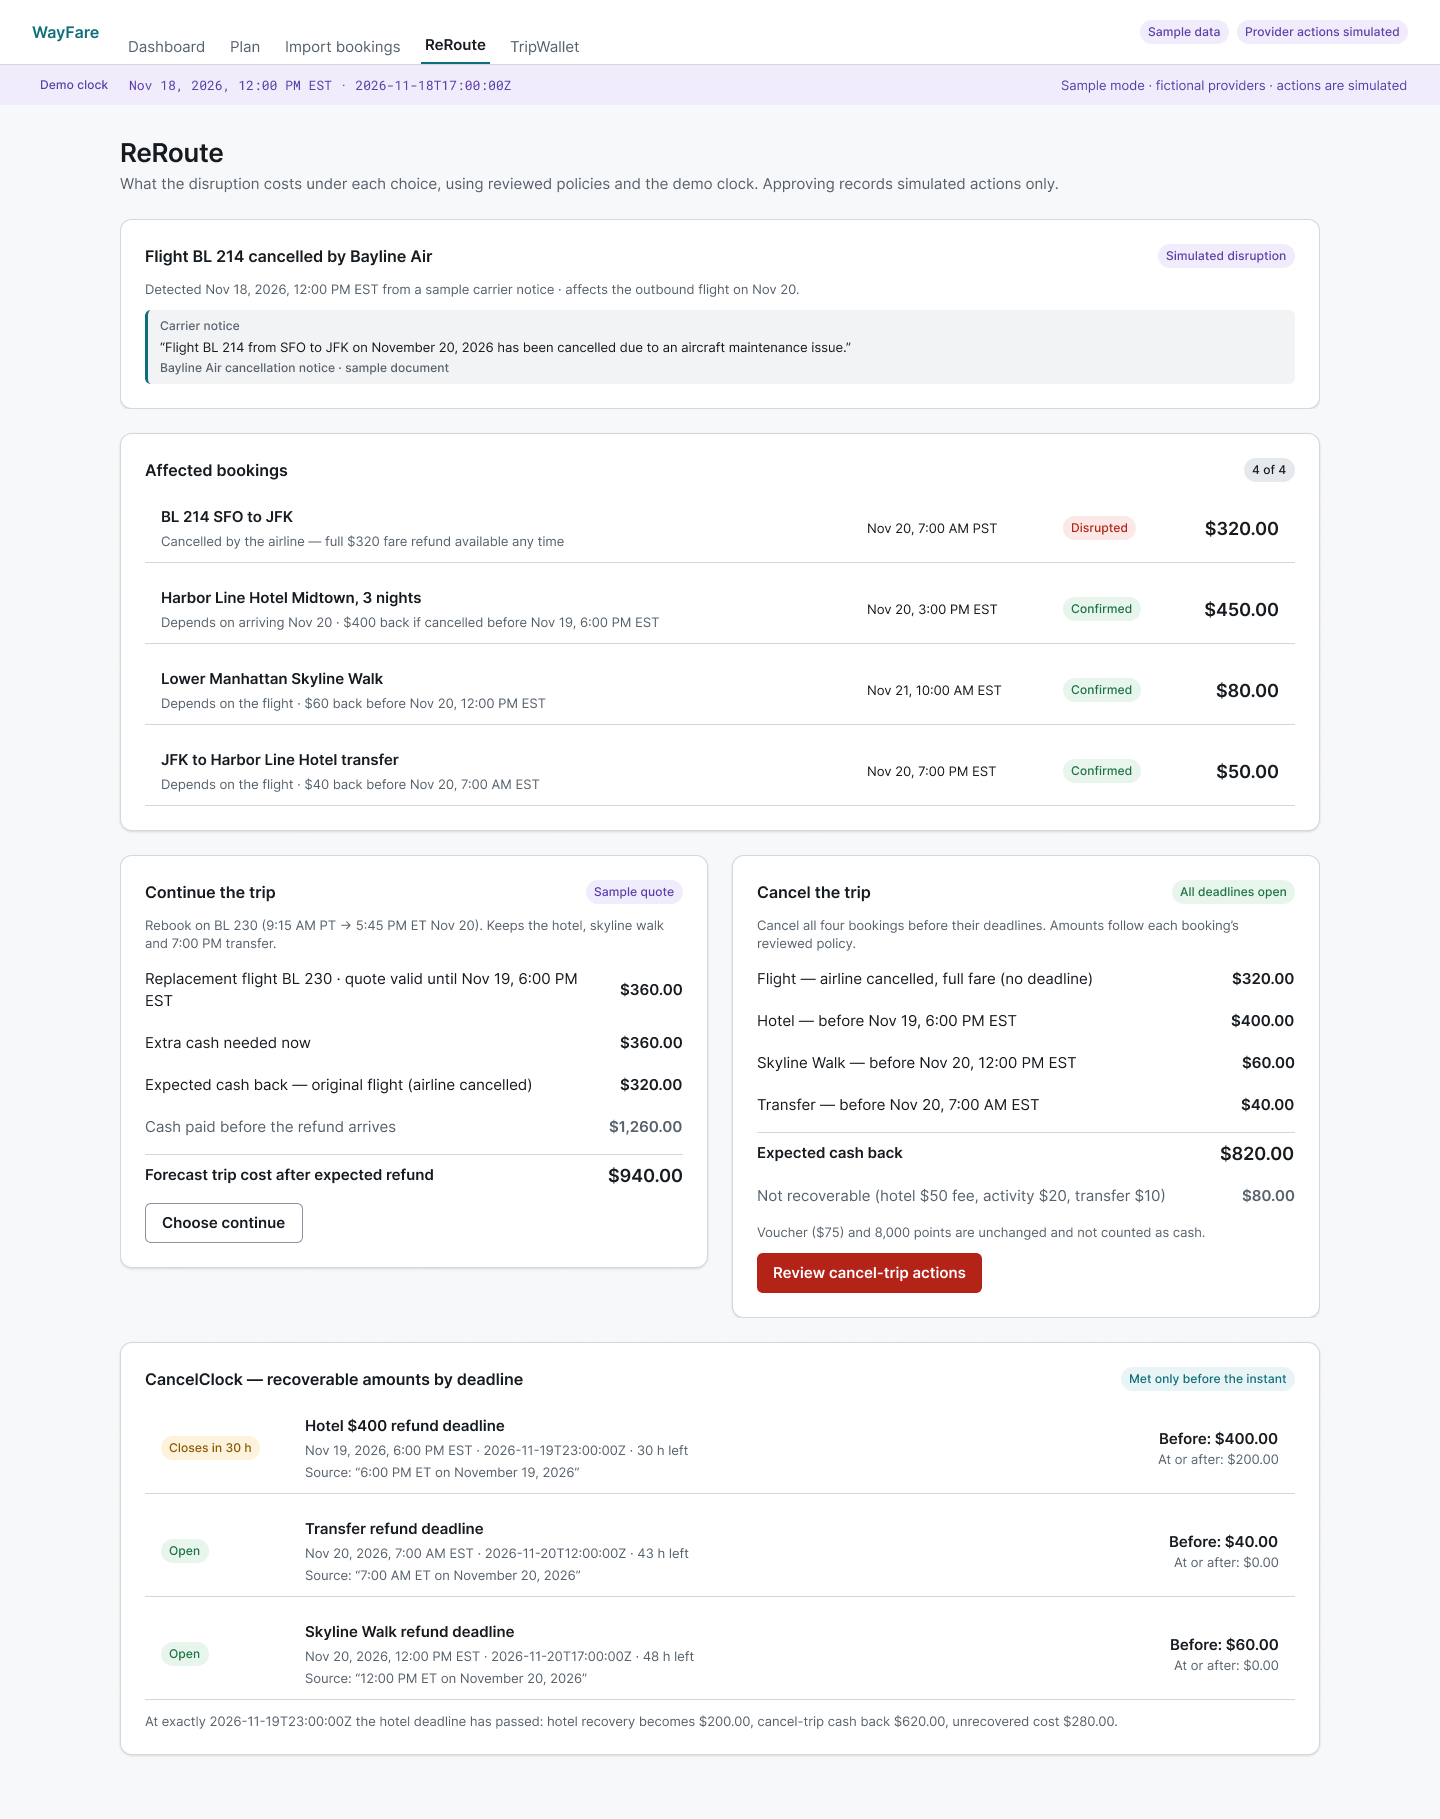 WayFare
Dashboard
Plan
Import bookings
ReRoute
TripWallet
Sample data
Provider actions simulated
Demo clock
Nov 18, 2026, 12:00 PM EST · 2026-11-18T17:00:00Z
Sample mode · fictional providers · actions are simulated
ReRoute
What the disruption costs under each choice, using reviewed policies and the demo clock. Approving records simulated actions only.
Flight BL 214 cancelled by Bayline Air
Simulated disruption
Detected Nov 18, 2026, 12:00 PM EST from a sample carrier notice · affects the outbound flight on Nov 20.
Carrier notice
“Flight BL 214 from SFO to JFK on November 20, 2026 has been cancelled due to an aircraft maintenance issue.”
Bayline Air cancellation notice · sample document
Affected bookings
4 of 4
BL 214 SFO to JFK
Cancelled by the airline — full $320 fare refund available any time
Nov 20, 7:00 AM PST
Disrupted
$320.00
Harbor Line Hotel Midtown, 3 nights
Depends on arriving Nov 20 · $400 back if cancelled before Nov 19, 6:00 PM EST
Nov 20, 3:00 PM EST
Confirmed
$450.00
Lower Manhattan Skyline Walk
Depends on the flight · $60 back before Nov 20, 12:00 PM EST
Nov 21, 10:00 AM EST
Confirmed
$80.00
JFK to Harbor Line Hotel transfer
Depends on the flight · $40 back before Nov 20, 7:00 AM EST
Nov 20, 7:00 PM EST
Confirmed
$50.00
Continue the trip
Sample quote
Rebook on BL 230 (9:15 AM PT → 5:45 PM ET Nov 20). Keeps the hotel, skyline walk
and 7:00 PM transfer.
Replacement flight BL 230 · quote valid until Nov 19, 6:00 PM
EST
$360.00
Extra cash needed now
$360.00
Expected cash back — original flight (airline cancelled)
$320.00
Cash paid before the refund arrives
$1,260.00
Forecast trip cost after expected refund
$940.00
Choose continue
Cancel the trip
All deadlines open
Cancel all four bookings before their deadlines. Amounts follow each booking’s
reviewed policy.
Flight — airline cancelled, full fare (no deadline)
$320.00
Hotel — before Nov 19, 6:00 PM EST
$400.00
Skyline Walk — before Nov 20, 12:00 PM EST
$60.00
Transfer — before Nov 20, 7:00 AM EST
$40.00
Expected cash back
$820.00
Not recoverable (hotel $50 fee, activity $20, transfer $10)
$80.00
Voucher ($75) and 8,000 points are unchanged and not counted as cash.
Review cancel-trip actions
CancelClock — recoverable amounts by deadline
Met only before the instant
Closes in 30 h
Hotel $400 refund deadline
Nov 19, 2026, 6:00 PM EST · 2026-11-19T23:00:00Z · 30 h left
Source: “6:00 PM ET on November 19, 2026”
Before: $400.00
At or after: $200.00
Open
Transfer refund deadline
Nov 20, 2026, 7:00 AM EST · 2026-11-20T12:00:00Z · 43 h left
Source: “7:00 AM ET on November 20, 2026”
Before: $40.00
At or after: $0.00
Open
Skyline Walk refund deadline
Nov 20, 2026, 12:00 PM EST · 2026-11-20T17:00:00Z · 48 h left
Source: “12:00 PM ET on November 20, 2026”
Before: $60.00
At or after: $0.00
At exactly 2026-11-19T23:00:00Z the hotel deadline has passed: hotel recovery becomes $200.00, cancel-trip cash back $620.00, unrecovered cost $280.00.